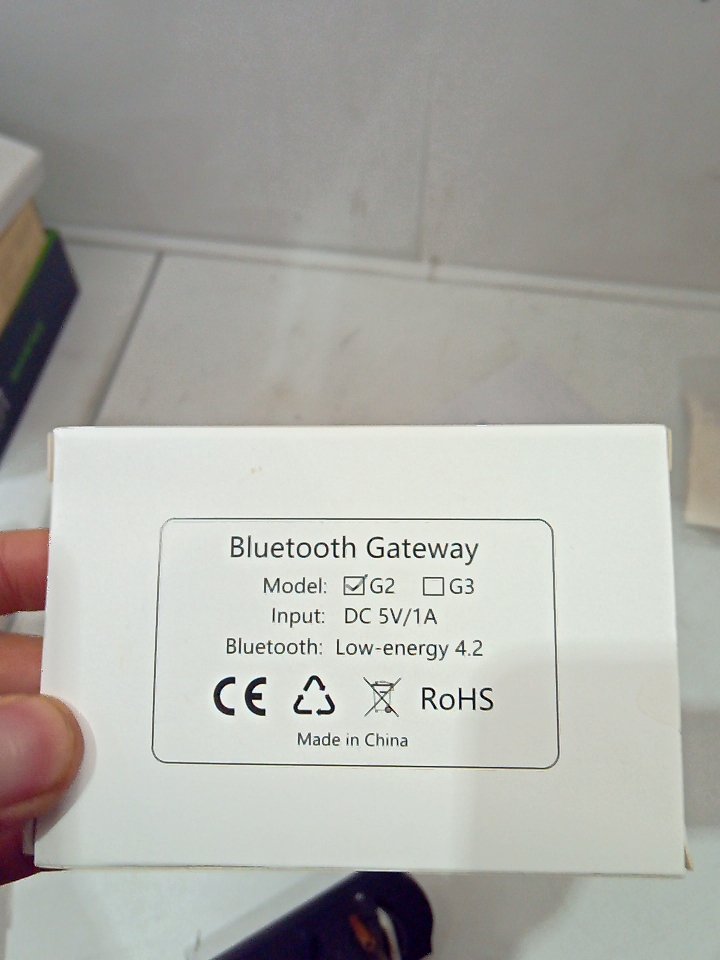 Bluetooth Gateway
Model: ☑G2 ☐G3
Input: DC 5V/1A
Bluetooth: Low-energy 4.2
CE RoHS
Made in China